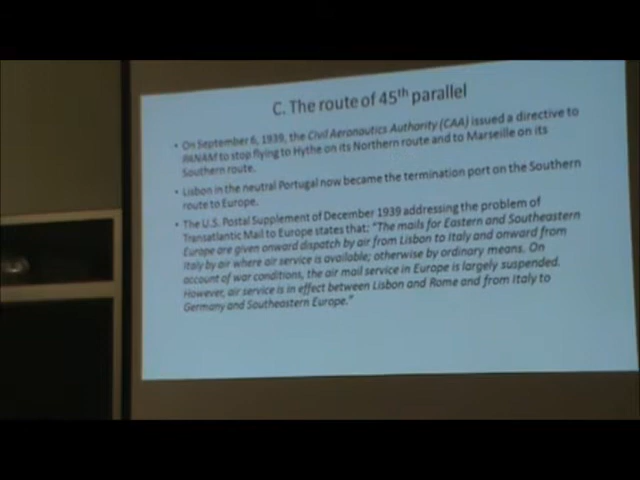 C. The route of 45th parallel
• On September 6, 1939, the Civil Aeronautics Authority (CAA) issued a directive to
PANAM to stop flying to Hythe on its Northern route and to Marseille on its
Southern route.
• Lisbon in the neutral Portugal now became the termination port on the Southern
route to Europe.
• The U.S. Postal Supplement of December 1939 addressing the problem of
Transatlantic Mail to Europe states that: "The mails for Eastern and Southeastern
Europe are given onward dispatch by air from Lisbon to Italy and onward from
Italy by air where air service is available; otherwise by ordinary means. On
account of war conditions, the air mail service in Europe is largely suspended.
However, air service is in effect between Lisbon and Rome and from Italy to
Germany and Southeastern Europe."